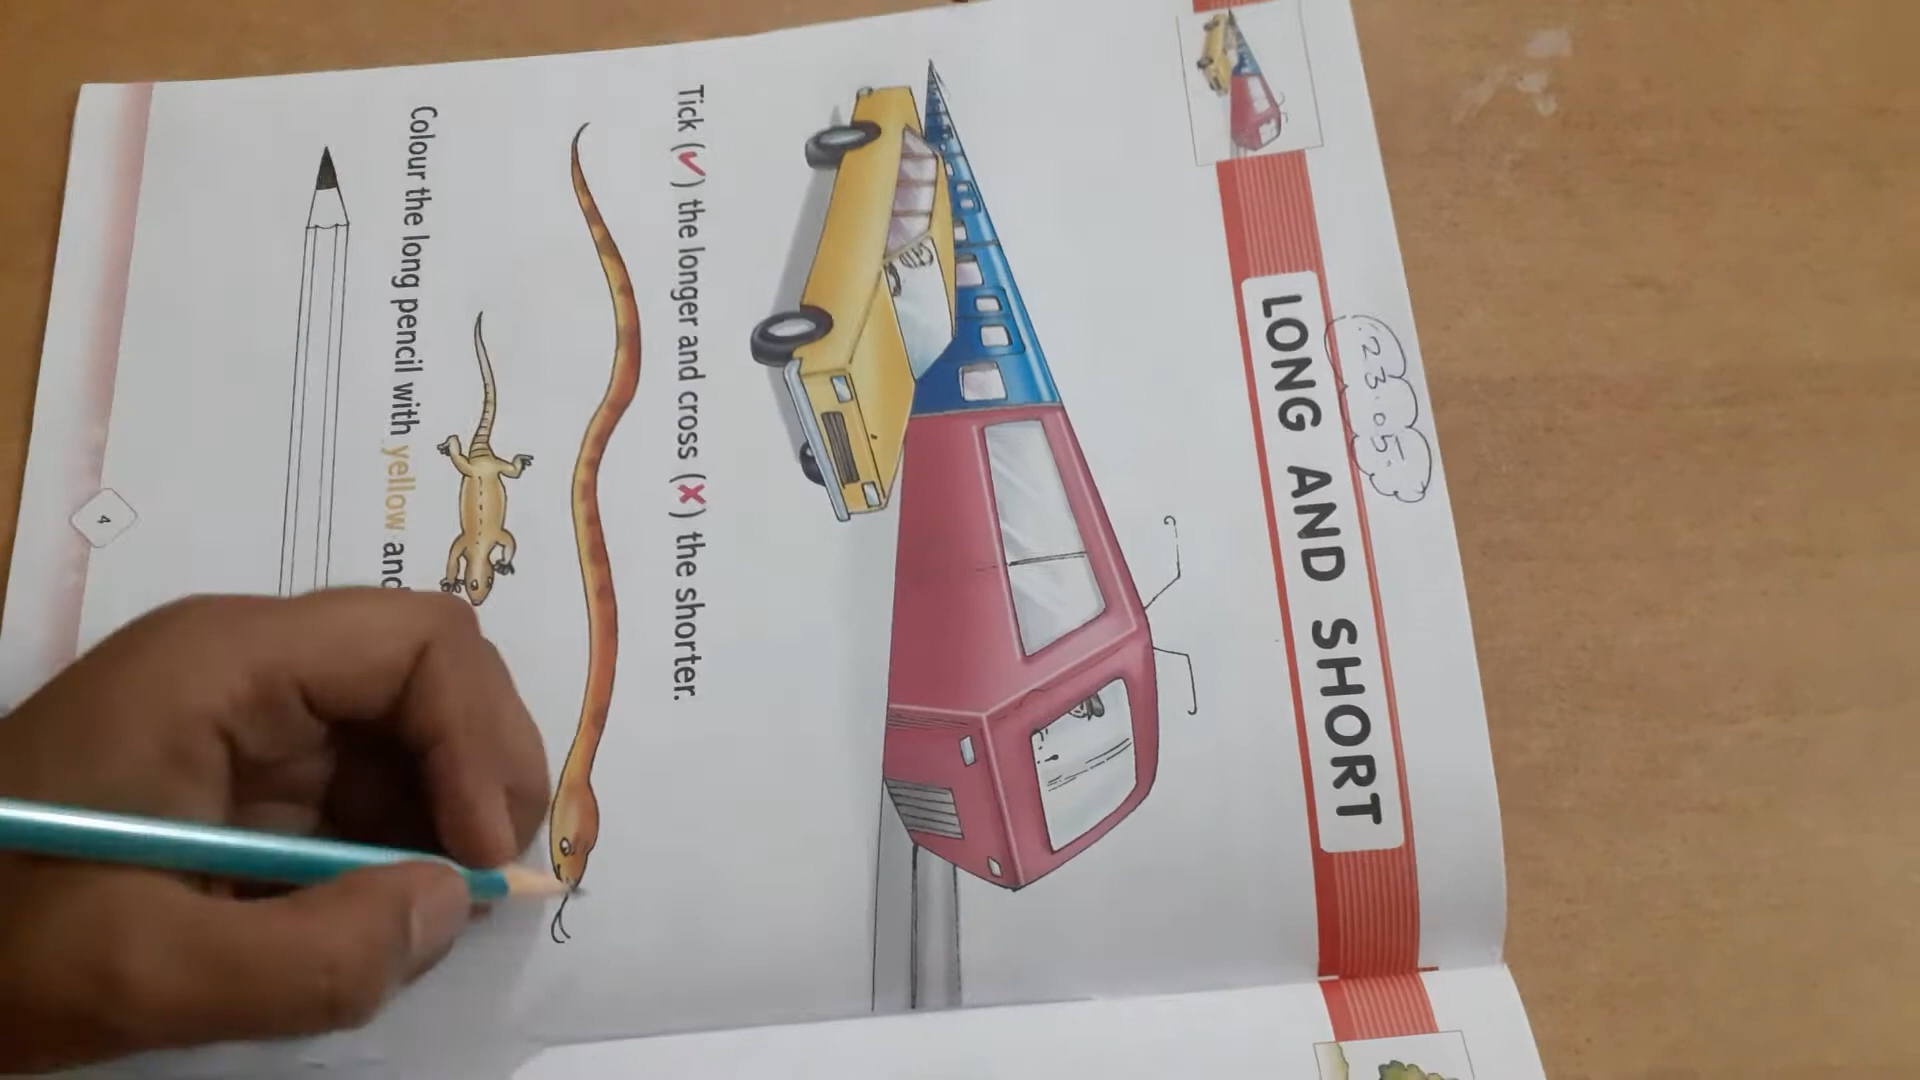 23.05.
LONG AND SHORT
Tick (✓) the longer and cross (✗) the shorter.
Colour the long pencil with yellow and
4